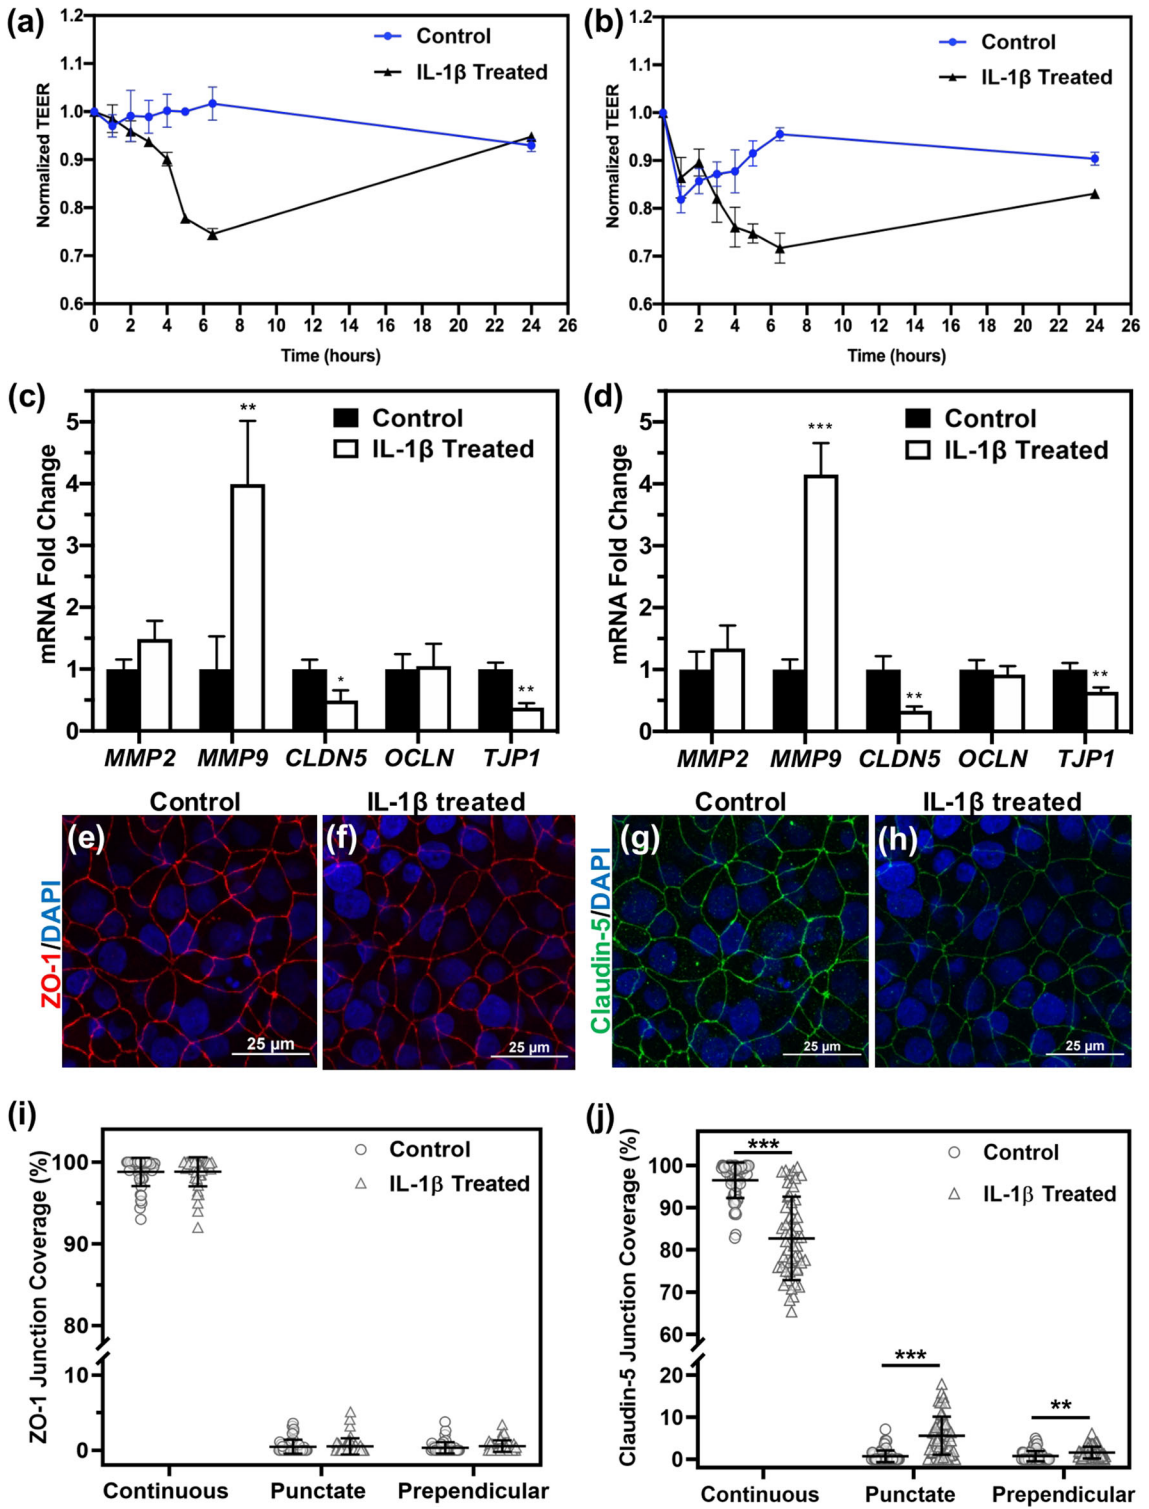 (a)
1.2
1.1
1.0
0.9
0.8
0.7
0.6
Normalized TEER
Control
IL-1β Treated
0 2 4 6 8 10 12 14 16 18 20 22 24 26
Time (hours)
(b)
1.2
1.1
1.0
0.9
0.8
0.7
0.6
Normalized TEER
Control
IL-1β Treated
0 2 4 6 8 10 12 14 16 18 20 22 24 26
Time (hours)
(c)
5
4
3
2
1
0
mRNA Fold Change
Control
IL-1β Treated
**
*
**
MMP2 MMP9 CLDN5 OCLN TJP1
(d)
5
4
3
2
1
0
mRNA Fold Change
Control
IL-1β Treated
***
**
**
MMP2 MMP9 CLDN5 OCLN TJP1
Control
IL-1β treated
ZO-1/DAPI
(e)
25 µm
(f)
25 µm
Control
IL-1β treated
Claudin-5/DAPI
(g)
25 µm
(h)
25 µm
(i)
100
90
80
10
0
ZO-1 Junction Coverage (%)
Control
IL-1β Treated
Continuous Punctate Prependicular
(j)
100
90
80
70
60
20
10
0
Claudin-5 Junction Coverage (%)
Control
IL-1β Treated
***
***
**
Continuous Punctate Prependicular